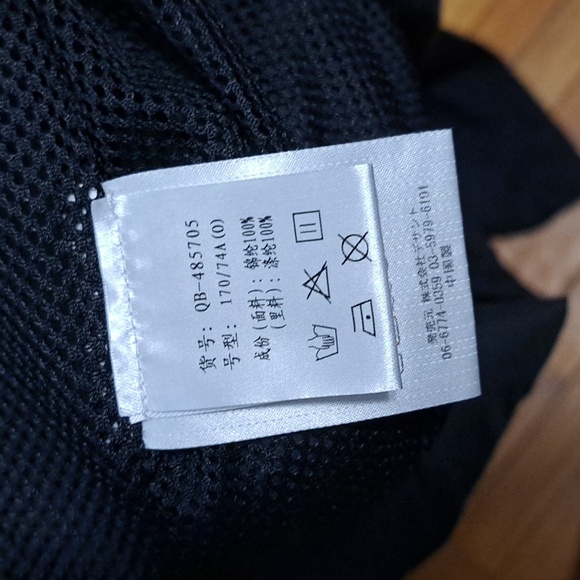 货号: QB-485705
号型: 170/74A(O)
成份(面料): 锦纶100%
(里料): 涤纶100%
発売元 株式会社デサント
06-6774-0359 03-5979-6101
中国製